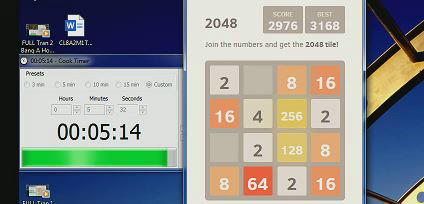 2048
SCORE
2976
BEST
3168
Join the numbers and get the 2048 tile!
2 8 16
16 4 256 2
2 128 8
8 64 2 16
FULL Tran 2
Bang A Ho...
CL8A2MLT...
00:05:14 - Cook Timer
Presets
3 min 5 min 10 min 15 min Custom
Hours Minutes Seconds
0 5 32
00:05:14
FULL Tran 1